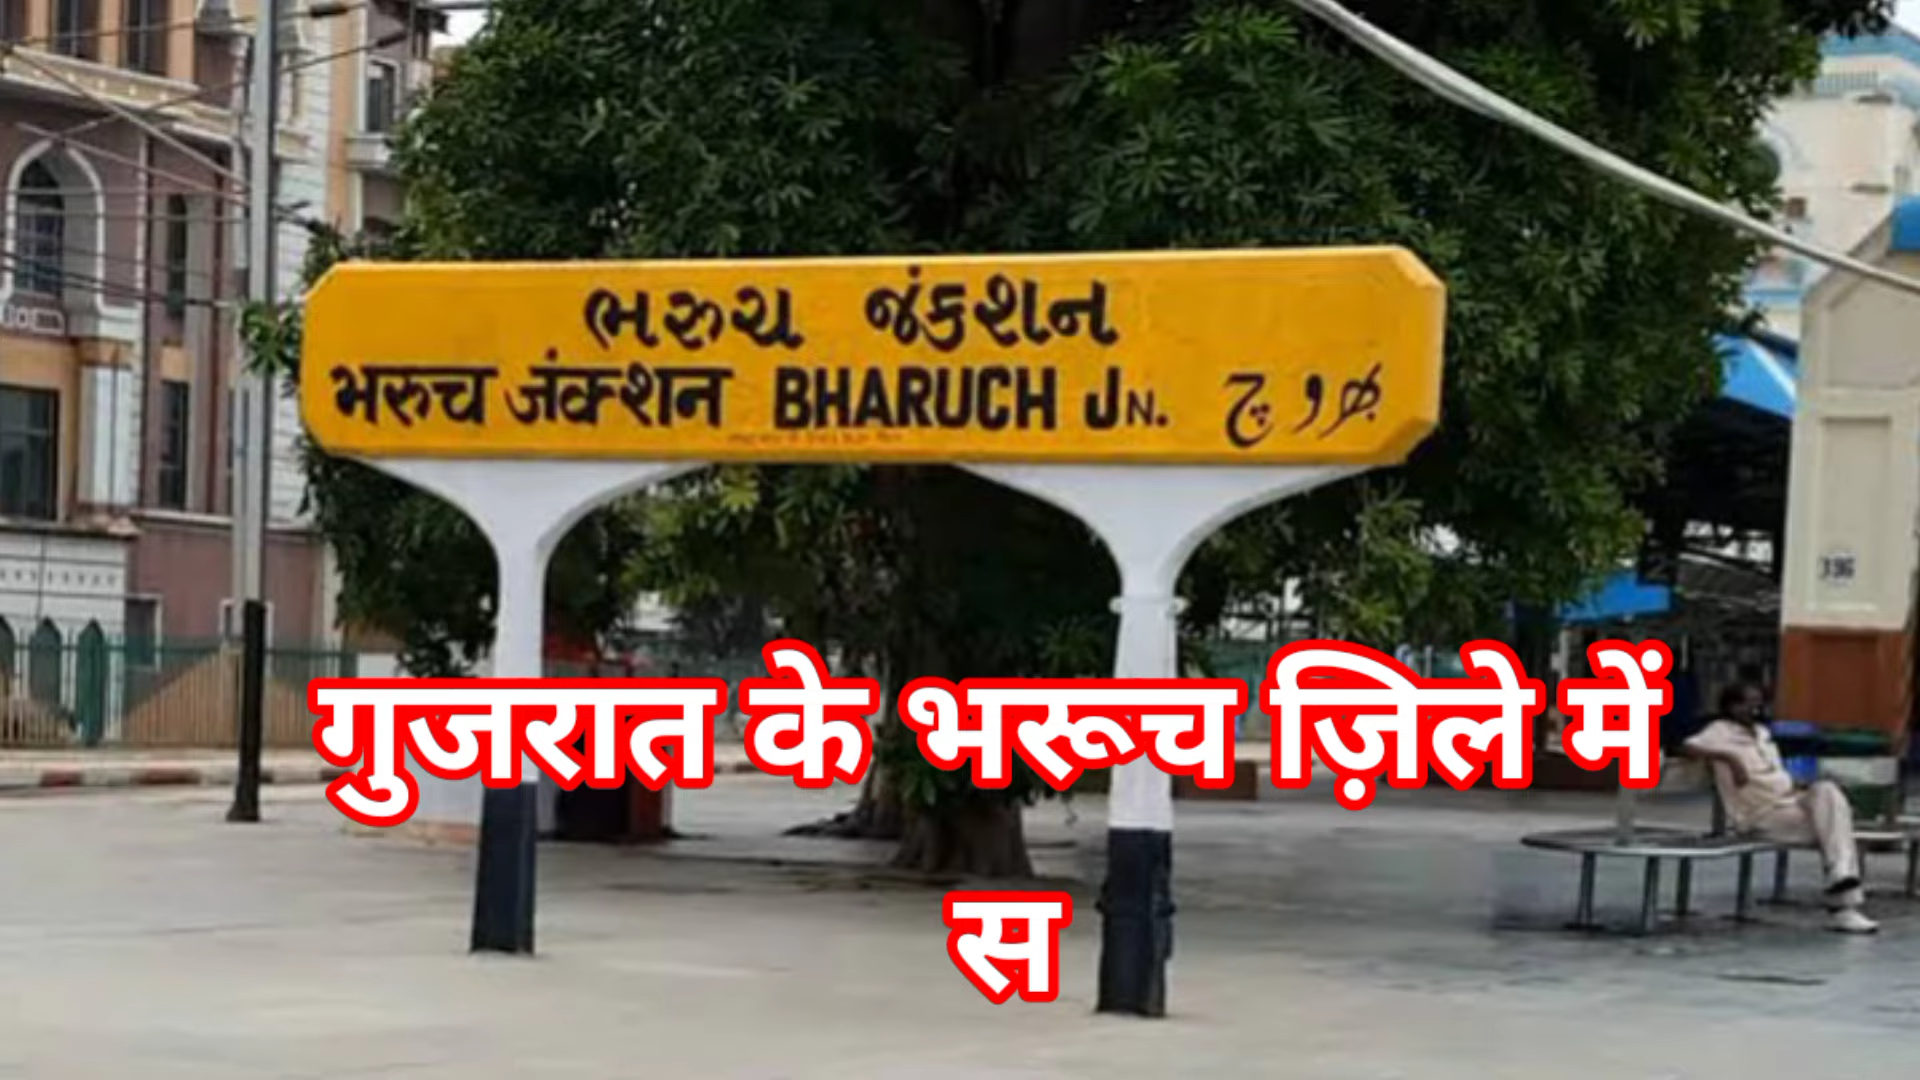 ભરુચ જંકશન
भरुच जंक्शन BHARUCH JN. بھروچ
गुजरात के भरूच ज़िले में
स